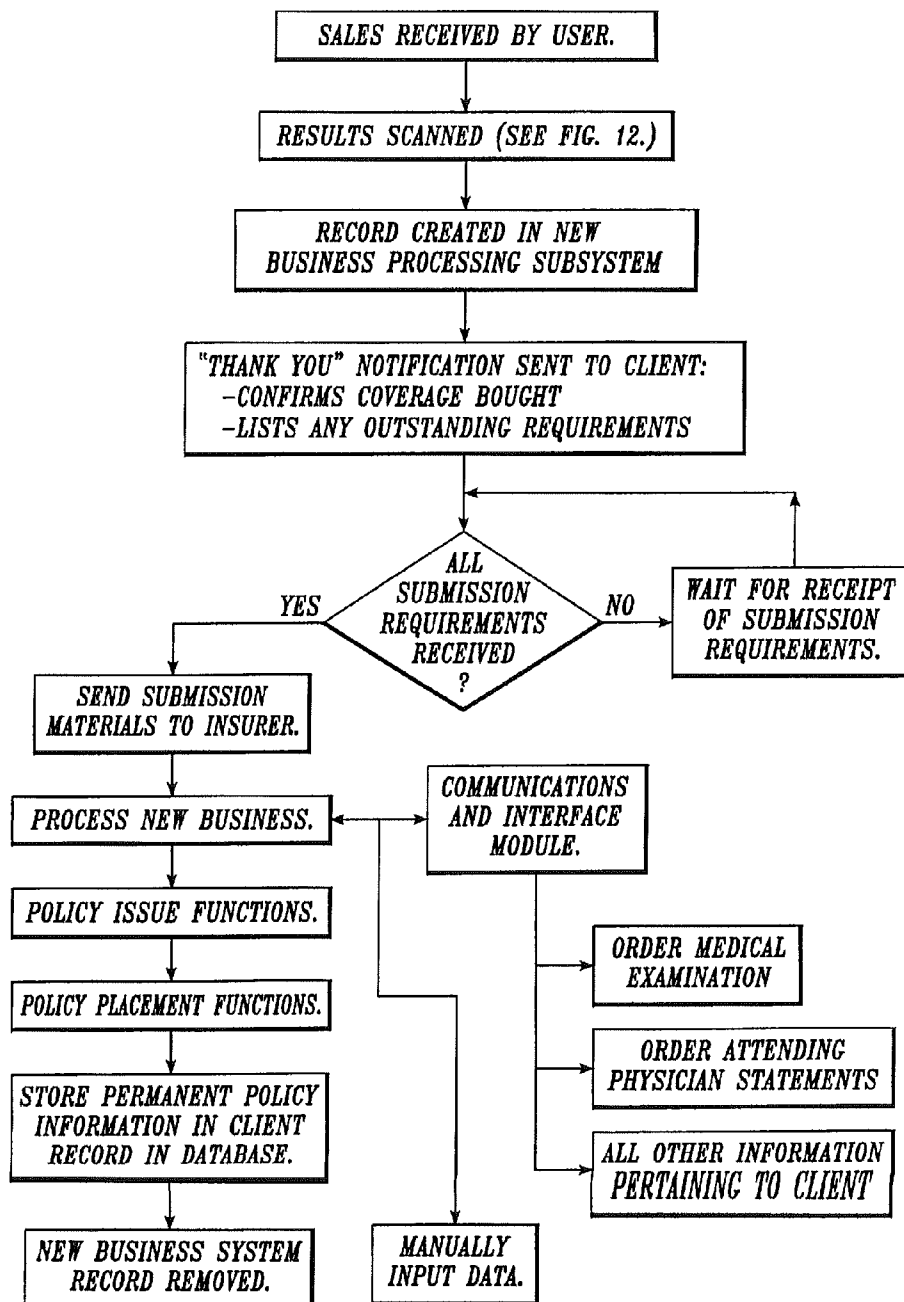 SALES RECEIVED BY USER.
RESULTS SCANNED (SEE FIG. 12.)
RECORD CREATED IN NEW
BUSINESS PROCESSING SUBSYSTEM
"THANK YOU" NOTIFICATION SENT TO CLIENT:
-CONFIRMS COVERAGE BOUGHT
-LISTS ANY OUTSTANDING REQUIREMENTS
ALL
SUBMISSION
REQUIREMENTS
RECEIVED
?
YES
NO
WAIT FOR RECEIPT
OF SUBMISSION
REQUIREMENTS.
SEND SUBMISSION
MATERIALS TO INSURER.
PROCESS NEW BUSINESS.
COMMUNICATIONS
AND INTERFACE
MODULE.
POLICY ISSUE FUNCTIONS.
ORDER MEDICAL
EXAMINATION
POLICY PLACEMENT FUNCTIONS.
ORDER ATTENDING
PHYSICIAN STATEMENTS
STORE PERMANENT POLICY
INFORMATION IN CLIENT
RECORD IN DATABASE.
ALL OTHER INFORMATION
PERTAINING TO CLIENT
NEW BUSINESS SYSTEM
RECORD REMOVED.
MANUALLY
INPUT DATA.